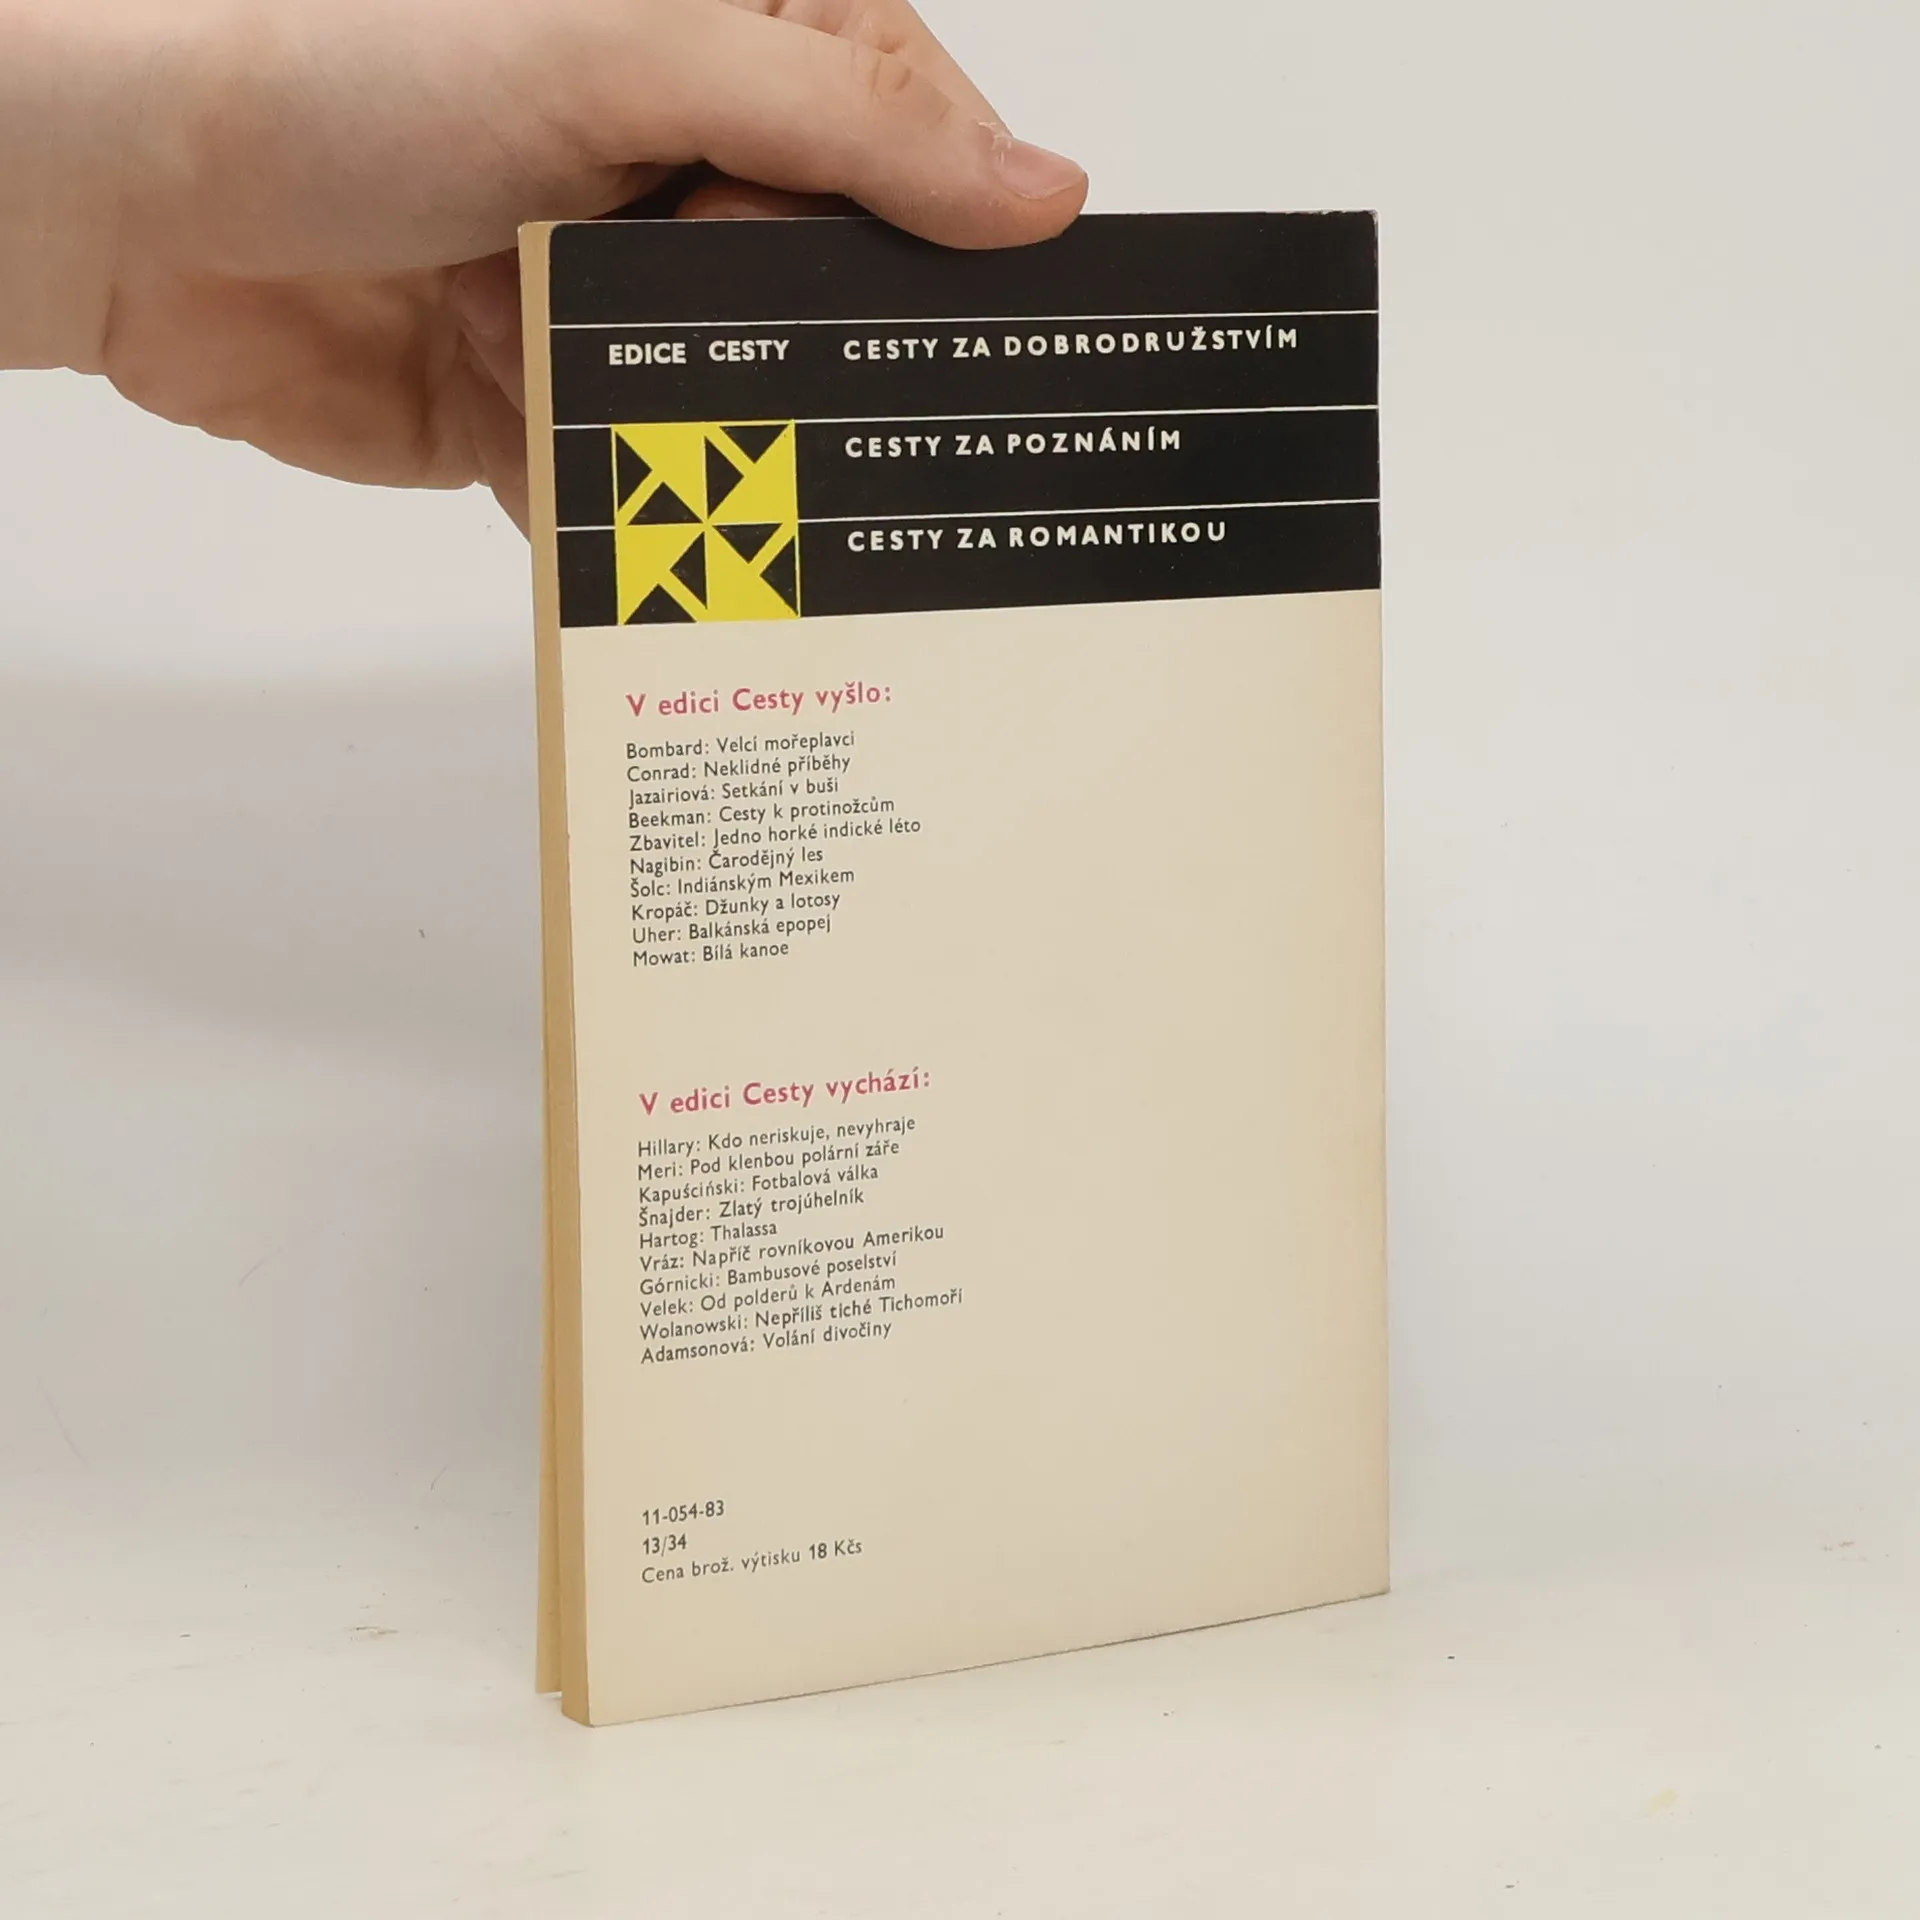 EDICE CESTY CESTY ZA DOBRODRUŽSTVÍM
CESTY ZA POZNÁNÍM
CESTY ZA ROMANTIKOU
V edici Cesty vyšlo:
Bombard: Velcí mořeplavci
Conrad: Neklidné příběhy
Jazairiová: Setkání v buši
Beekman: Cesty k protinožcům
Zbavitel: Jedno horké indické léto
Nagibin: Čarodějný les
Šolc: Indiánským Mexikem
Kropáč: Džunky a lotosy
Uher: Balkánská epopej
Mowat: Bílá kanoe
V edici Cesty vychází:
Hillary: Kdo neriskuje, nevyhraje
Meri: Pod klenbou polární záře
Kapuściński: Fotbalová válka
Šnajder: Zlatý trojúhelník
Hartog: Thalassa
Vráz: Napříč rovníkovou Amerikou
Górnicki: Bambusové poselství
Velek: Od polderů k Ardenám
Wolanowski: Nepříliš tiché Tichomoří
Adamsonová: Volání divočiny
11-054-83
13/34
Cena brož. výtisku 18 Kčs